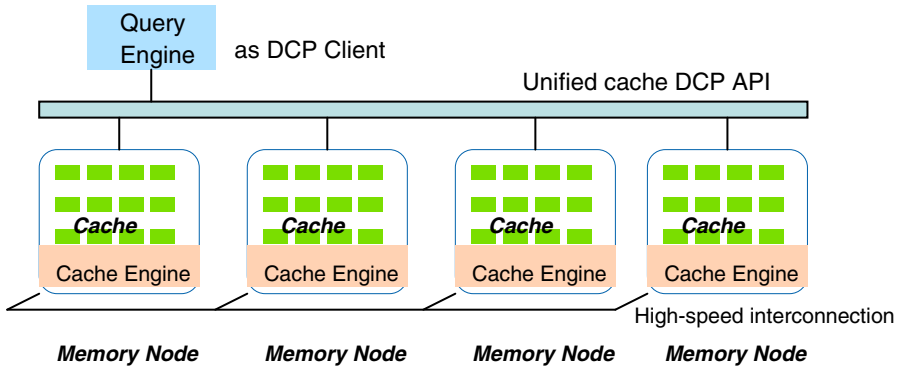 Query
Engine
as DCP Client
Unified cache DCP API
Cache
Cache
Cache
Cache
Cache Engine
Cache Engine
Cache Engine
Cache Engine
High-speed interconnection
Memory Node
Memory Node
Memory Node
Memory Node